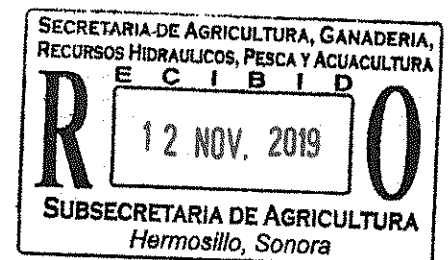 SECRETARIA DE AGRICULTURA, GANADERIA,
RECURSOS HIDRAULICOS, PESCA Y ACUACULTURA
R E C I B I D O
12 NOV. 2019
SUBSECRETARIA DE AGRICULTURA
Hermosillo, Sonora